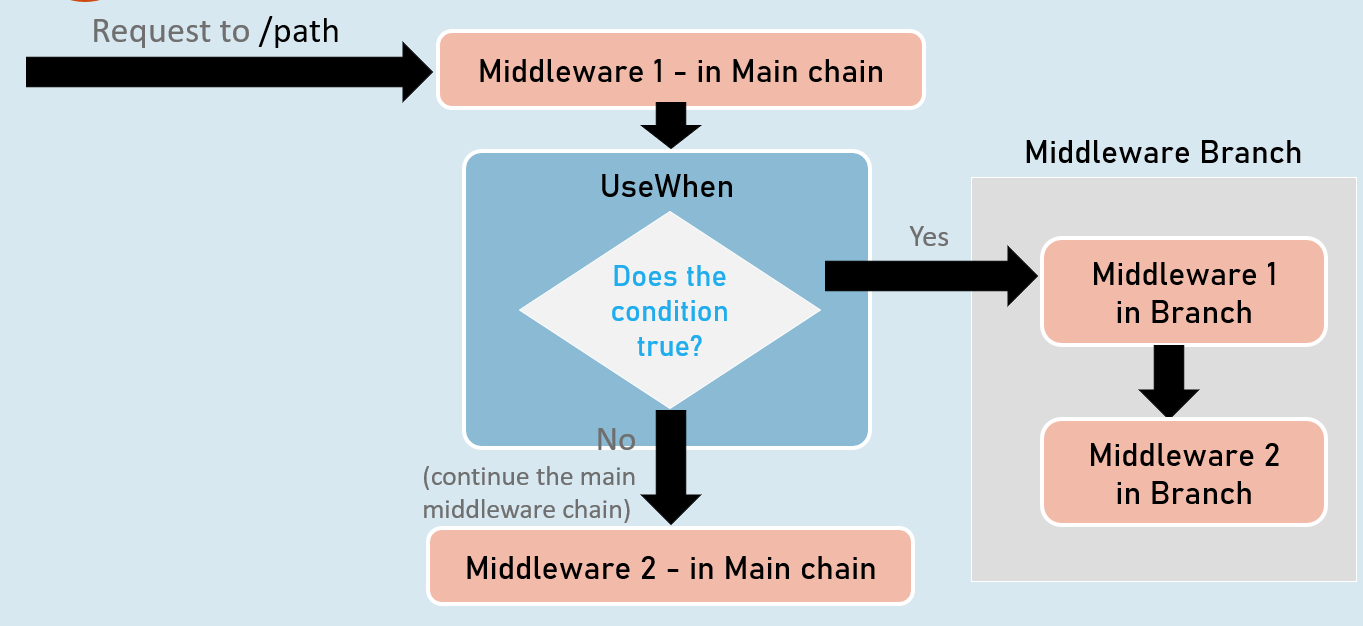 Request to /path
Middleware 1 - in Main chain
Middleware Branch
UseWhen
Does the
condition
true?
Yes
Middleware 1
in Branch
No
(continue the main
middleware chain)
Middleware 2
in Branch
Middleware 2 - in Main chain